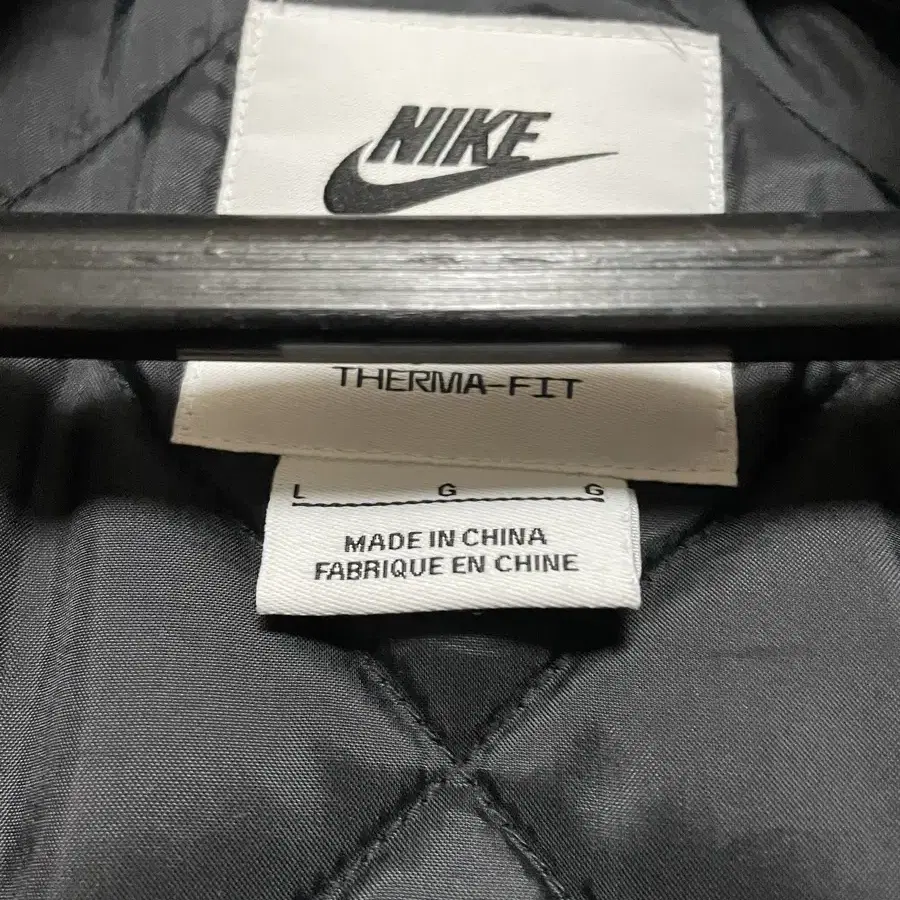 NIKE
THERMA-FIT
L G G
MADE IN CHINA
FABRIQUE EN CHINE